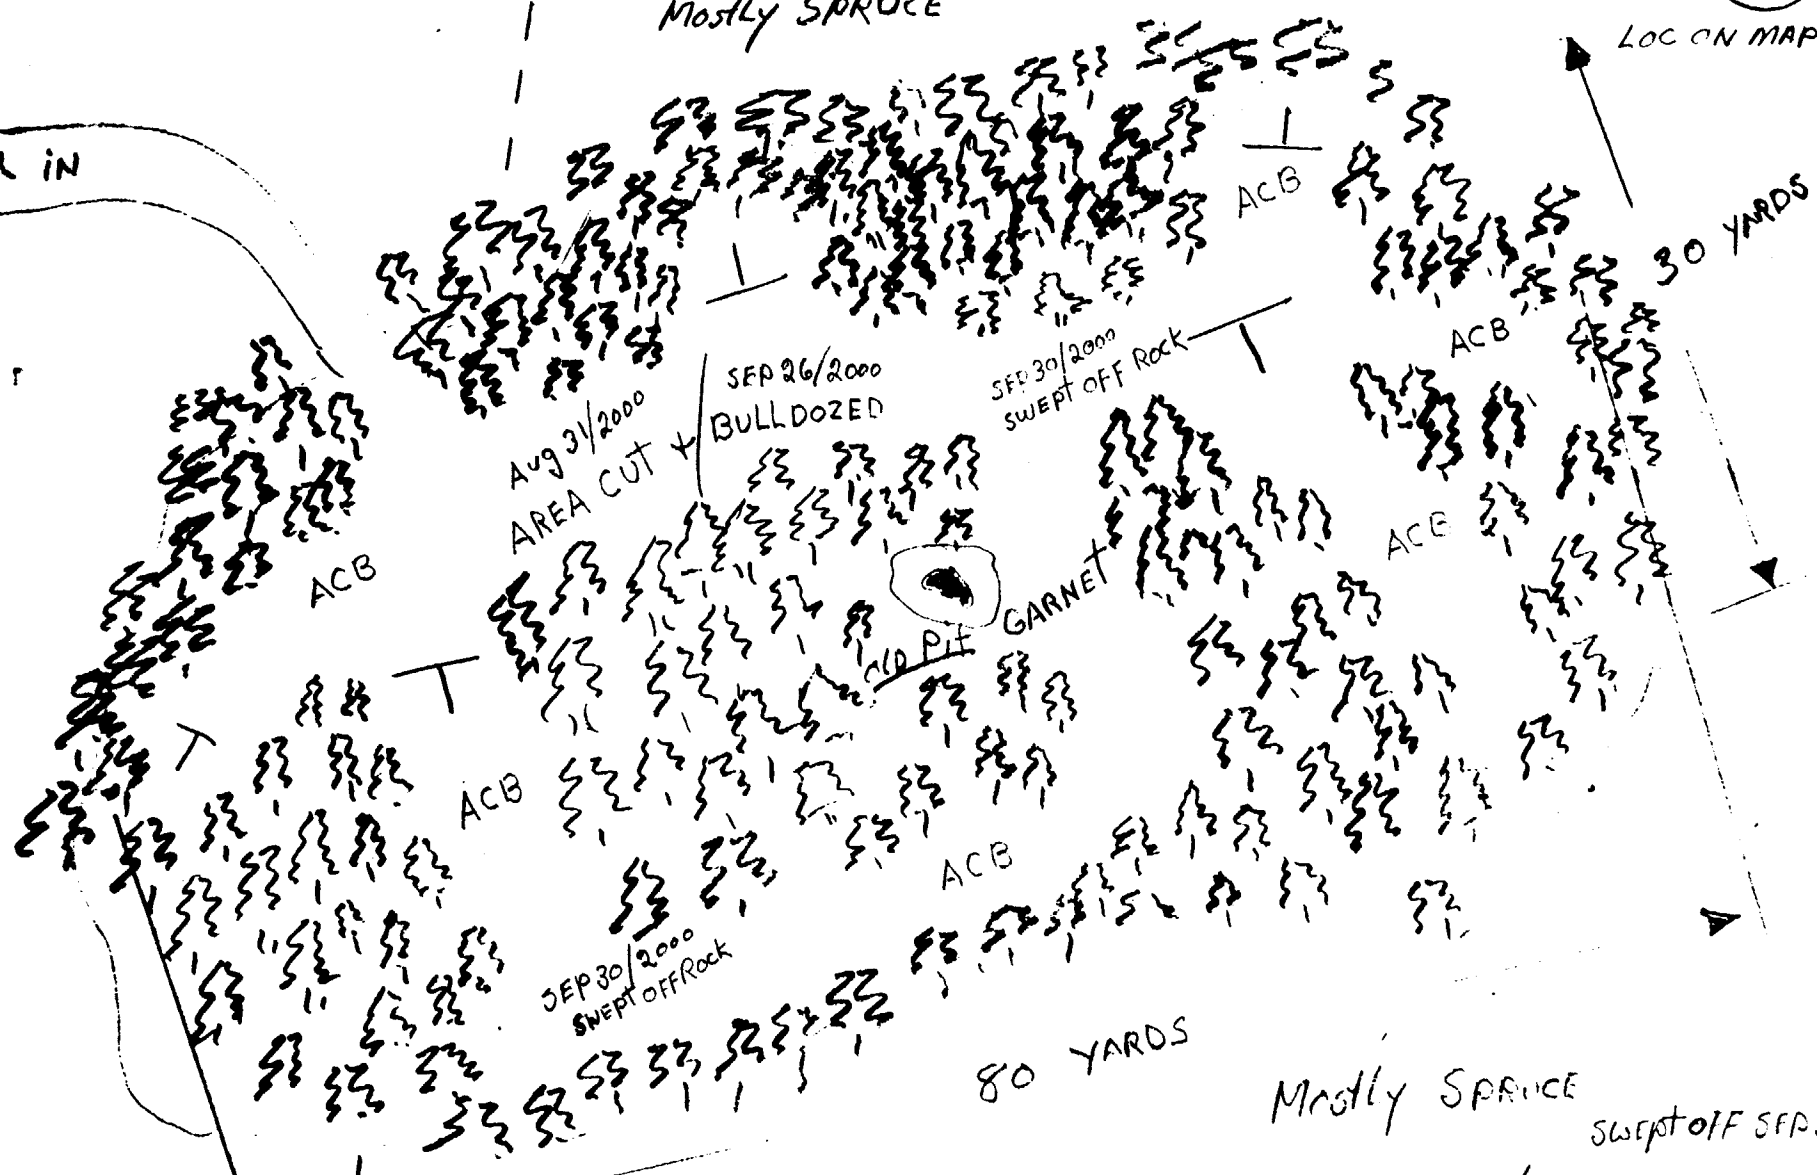 Mostly SPRUCE
LOC ON MAP
IN
ACB
30 YARDS
ACB
SEP 26/2000
BULLDOZED
SEP 30/2000
SWEPT OFF ROCK
Aug 31/2000
AREA CUT +
ACB
ACB
OLD Pit GARNET
ACB
ACB
SEP 30/2000
SWEPT OFF Rock
80 YARDS
Mostly SPRUCE
SWEPT OFF SEP.